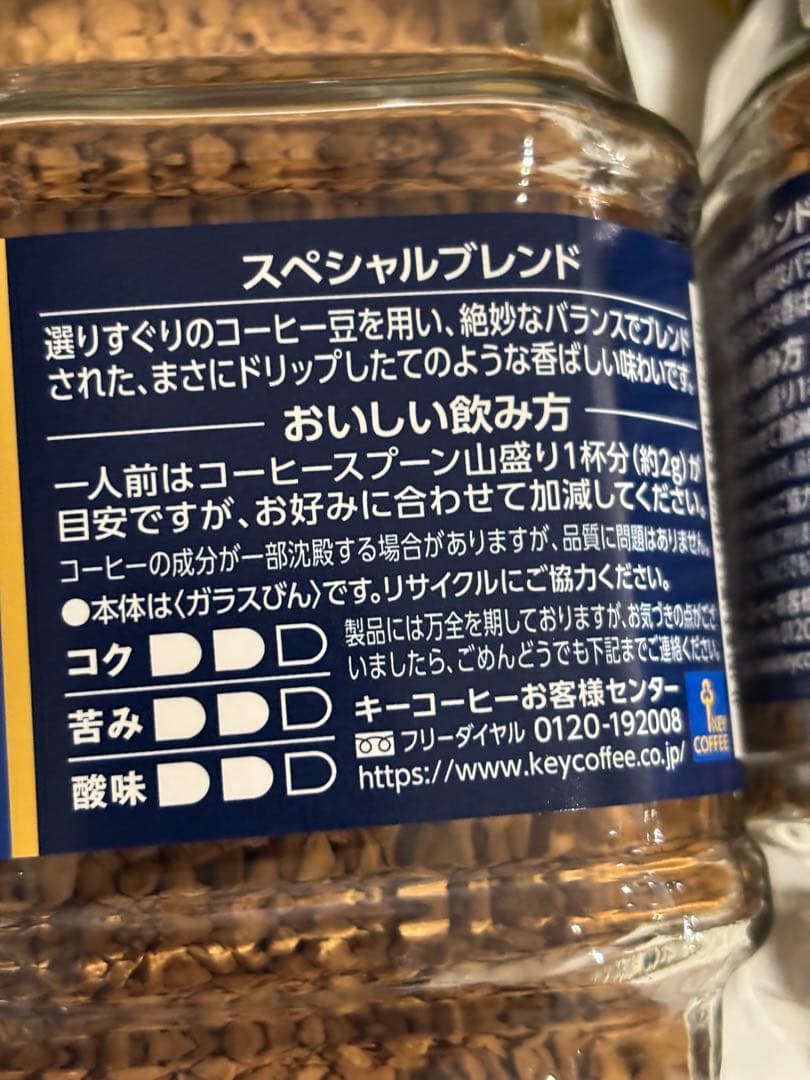 スペシャルブレンド
選りすぐりのコーヒー豆を用い、絶妙なバランスでブレンド
された、まさにドリップしたてのような香ばしい味わいです。
おいしい飲み方
一人前はコーヒースプーン山盛り1杯分(約2g)が
目安ですが、お好みに合わせて加減してください。
コーヒーの成分が一部沈殿する場合がありますが、品質に問題はありません。
●本体は〈ガラスびん〉です。リサイクルにご協力ください。
製品には万全を期しておりますが、お気づきの点がござ
いましたら、ごめんどうでも下記までご連絡ください。
コク
苦み
酸味
キーコーヒーお客様センター
フリーダイヤル 0120-192008
https://www.keycoffee.co.jp/
KEY
COFFEE